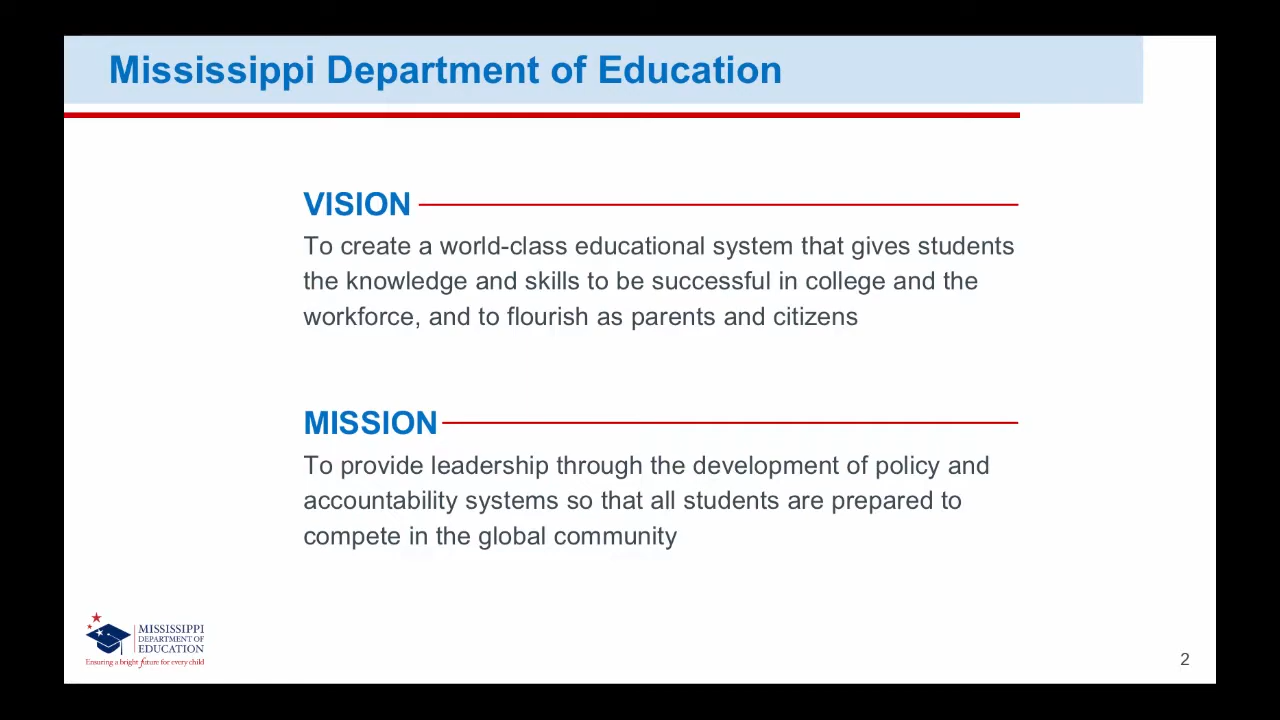 Mississippi Department of Education
VISION
To create a world-class educational system that gives students
the knowledge and skills to be successful in college and the
workforce, and to flourish as parents and citizens
MISSION
To provide leadership through the development of policy and
accountability systems so that all students are prepared to
compete in the global community
MISSISSIPPI
DEPARTMENT OF
EDUCATION
Ensuring a bright future for every child
2